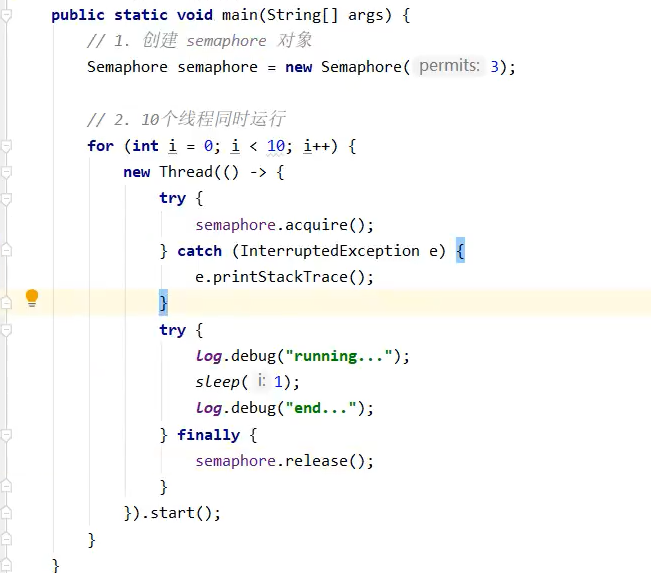 public static void main(String[] args) {
// 1. 创建 semaphore 对象
Semaphore semaphore = new Semaphore( permits: 3);
// 2. 10个线程同时运行
for (int i = 0; i < 10; i++) {
new Thread(() -> {
try {
semaphore.acquire();
} catch (InterruptedException e) {
e.printStackTrace();
}
try {
log.debug("running...");
sleep( i: 1);
log.debug("end...");
} finally {
semaphore.release();
}
}).start();
}
}